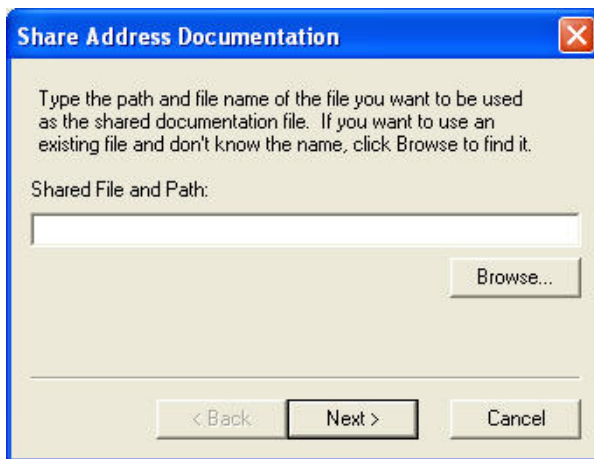 Share Address Documentation
Type the path and file name of the file you want to be used
as the shared documentation file.  If you want to use an
existing file and don't know the name, click Browse to find it.
Shared File and Path:
Browse...
< Back
Next >
Cancel